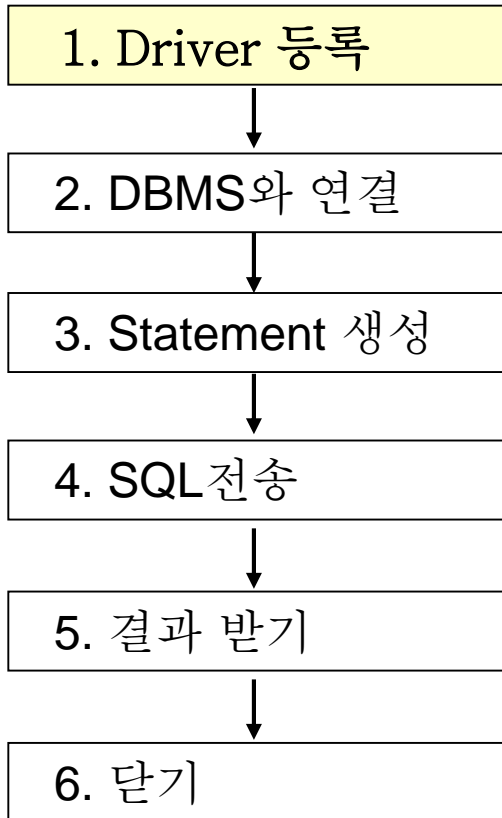 1. Driver 등록
2. DBMS와 연결
3. Statement 생성
4. SQL전송
5. 결과 받기
6. 닫기